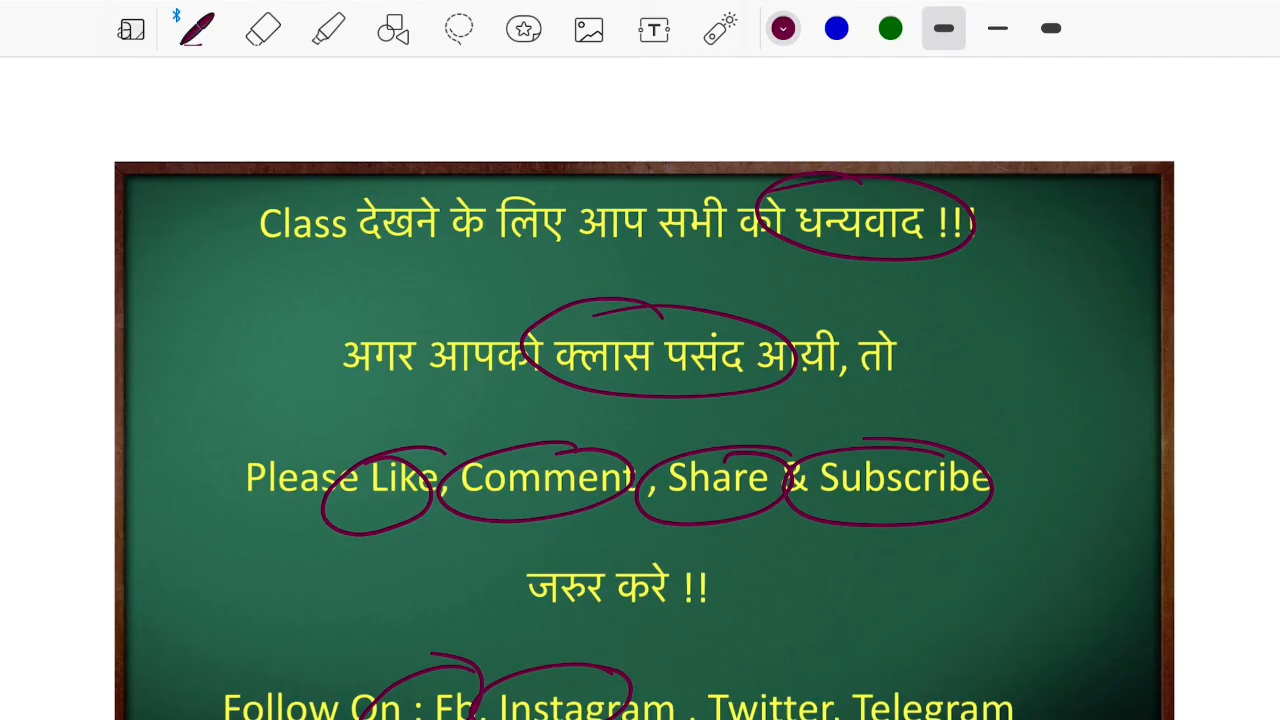 Class देखने के लिए आप सभी को धन्यवाद !!!
अगर आपको क्लास पसंद आयी, तो
Please Like, Comment , Share & Subscribe
जरुर करे !!
Follow On : Fb, Instagram , Twitter, Telegram